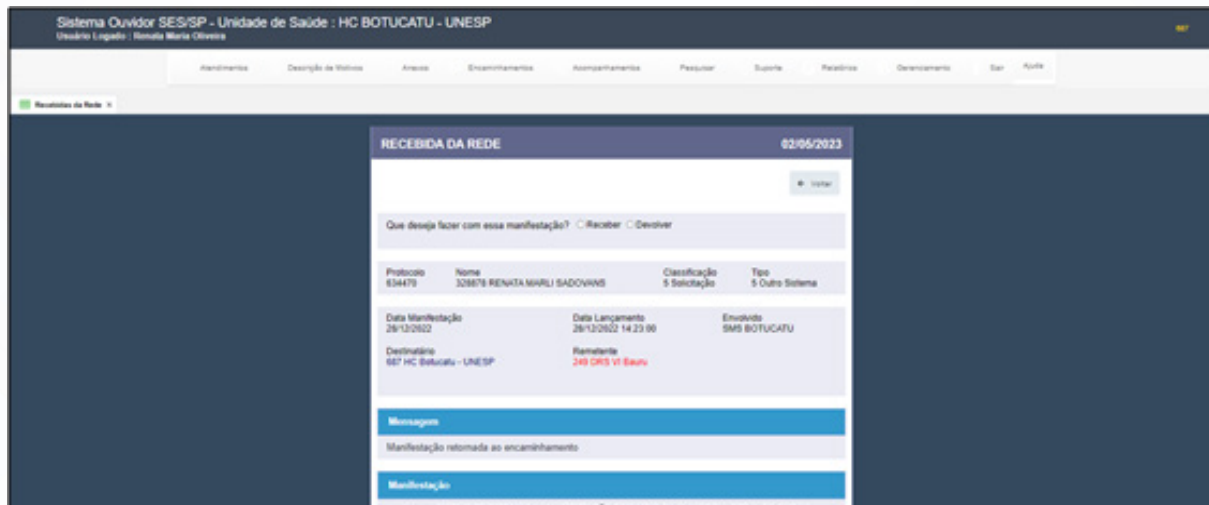 Sistema Ouvidor SES/SP - Unidade de Saúde : HC BOTUCATU - UNESP
Usuário Logado : Renata Maria Oliveira
687
Atendimentos Descrição de Motivos Anexos Encaminhamentos Acompanhamentos Pesquisar Suporte Relatórios Gerenciamento Sair Ajuda
Recebidas da Rede ×
RECEBIDA DA REDE 02/05/2023
Voltar
Que deseja fazer com essa manifestação? Receber Devolver
Protocolo Nome Classificação Tipo
634470 328878 RENATA MARLI SADOVANS 5 Solicitação 5 Outro Sistema
Data Manifestação Data Lançamento Envolvido
28/12/2022 28/12/2022 14:23:00 SMS BOTUCATU
Destinatário Remetente
687 HC Botucatu - UNESP 249 DRS VI Bauru
Mensagem
Manifestação retornada ao encaminhamento
Manifestação